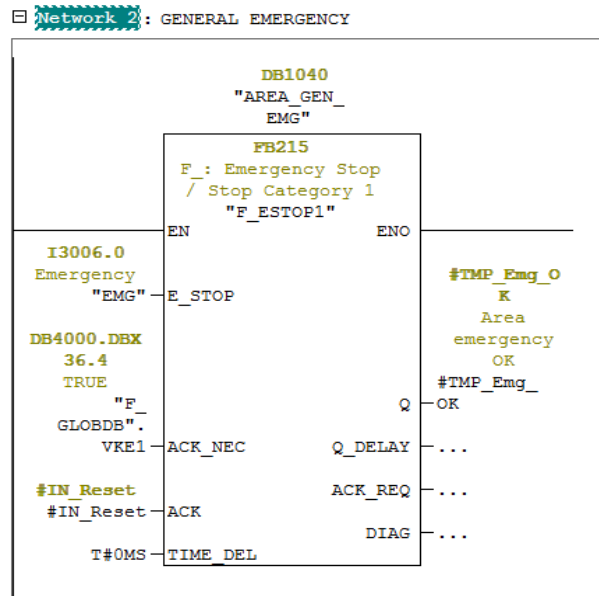 Network 2: GENERAL EMERGENCY
DB1040
"AREA_GEN_
EMG"
FB215
F_: Emergency Stop
/ Stop Category 1
"F_ESTOP1"
EN
ENO
I3006.0
Emergency
"EMG"
E_STOP
#TMP_Emg_O
K
Area
emergency
OK
#TMP_Emg_
OK
Q
DB4000.DBX
36.4
TRUE
"F_
GLOBDB".
VKE1
ACK_NEC
Q_DELAY
...
#IN_Reset
#IN_Reset
ACK
ACK_REQ
...
DIAG
...
T#0MS
TIME_DEL